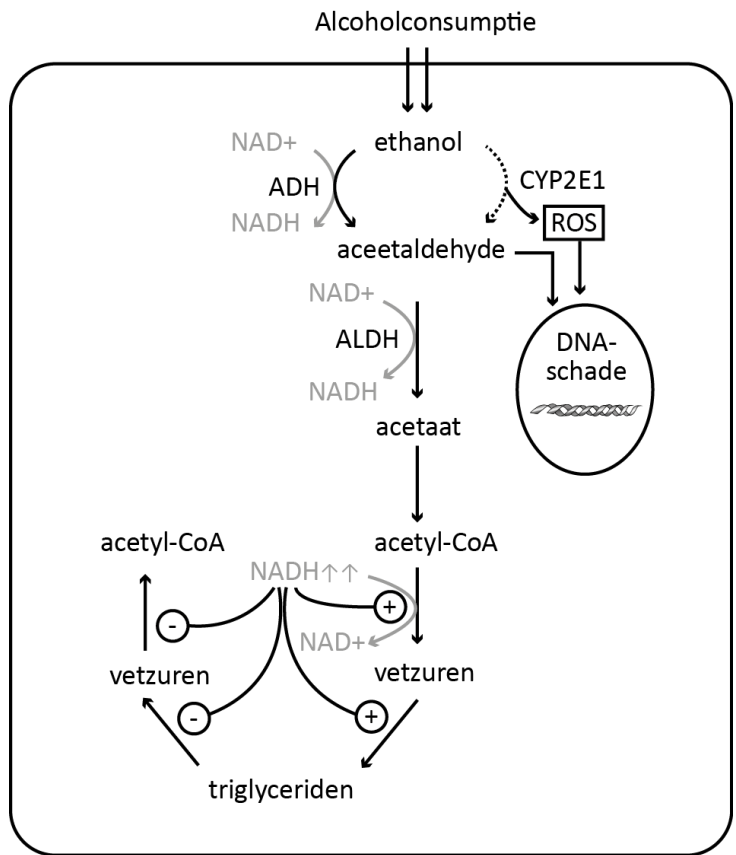 Alcoholconsumptie
NAD+
ethanol
ADH
CYP2E1
NADH
ROS
aceetaldehyde
NAD+
ALDH
DNA-
schade
NADH
acetaat
acetyl-CoA
acetyl-CoA
NADH↑↑
+
-
NAD+
vetzuren
vetzuren
-
+
triglyceriden